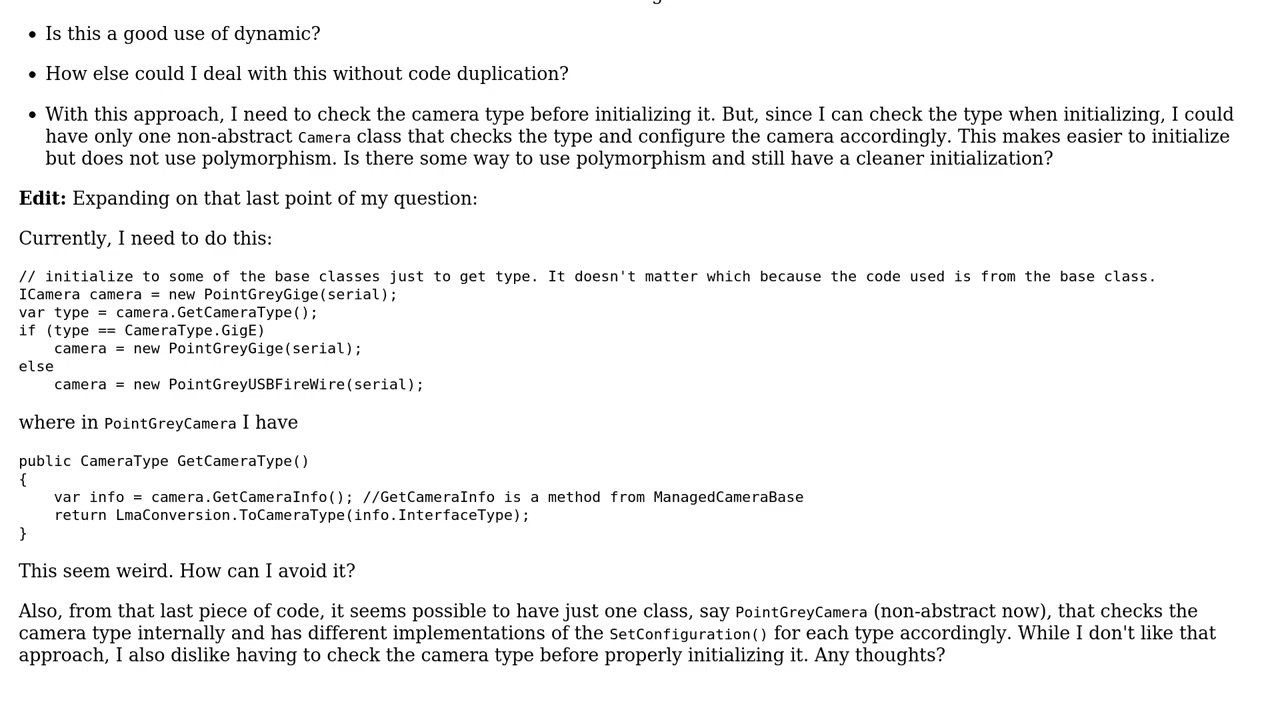 • Is this a good use of dynamic?
• How else could I deal with this without code duplication?
• With this approach, I need to check the camera type before initializing it. But, since I can check the type when initializing, I could
have only one non-abstract Camera class that checks the type and configure the camera accordingly. This makes easier to initialize
but does not use polymorphism. Is there some way to use polymorphism and still have a cleaner initialization?
Edit: Expanding on that last point of my question:
Currently, I need to do this:
// initialize to some of the base classes just to get type. It doesn't matter which because the code used is from the base class.
ICamera camera = new PointGreyGige(serial);
var type = camera.GetCameraType();
if (type == CameraType.GigE)
    camera = new PointGreyGige(serial);
else
    camera = new PointGreyUSBFireWire(serial);
where in PointGreyCamera I have
public CameraType GetCameraType()
{
    var info = camera.GetCameraInfo(); //GetCameraInfo is a method from ManagedCameraBase
    return LmaConversion.ToCameraType(info.InterfaceType);
}
This seem weird. How can I avoid it?
Also, from that last piece of code, it seems possible to have just one class, say PointGreyCamera (non-abstract now), that checks the
camera type internally and has different implementations of the SetConfiguration() for each type accordingly. While I don't like that
approach, I also dislike having to check the camera type before properly initializing it. Any thoughts?